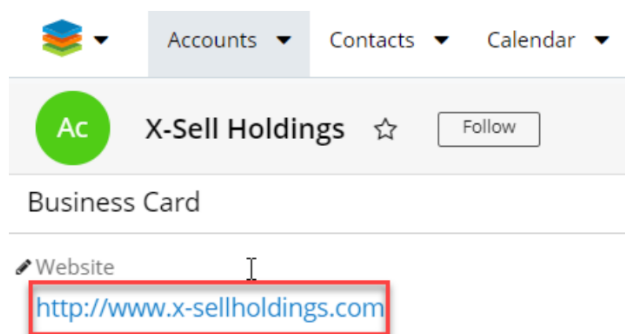 Accounts Contacts Calendar
Ac X-Sell Holdings Follow
Business Card
Website
http://www.x-sellholdings.com